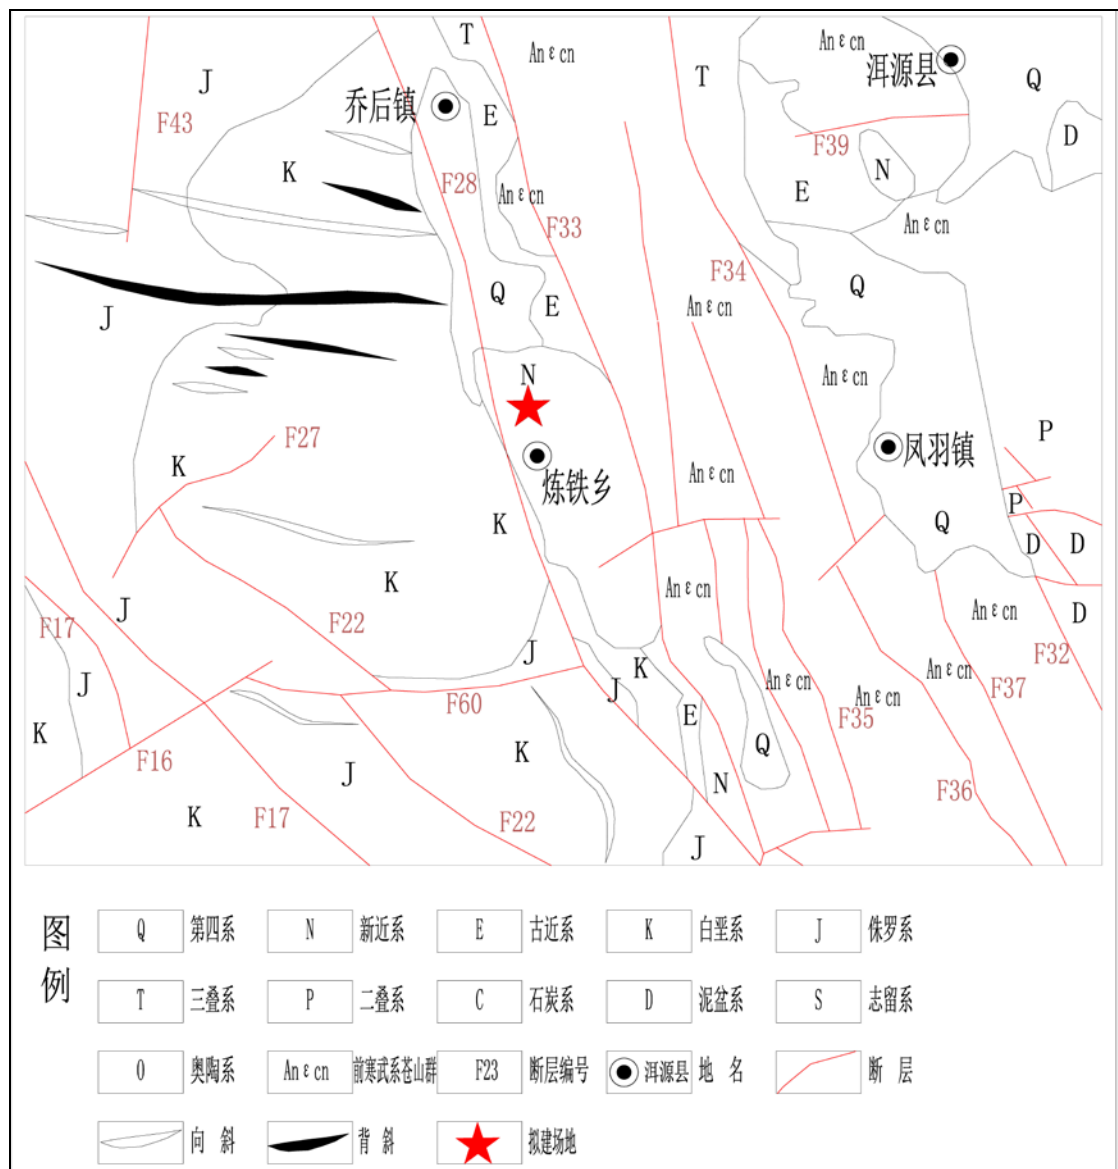 T
An ε cn
An ε cn
洱源县
J
T
Q
乔后镇
E
F43
D
F39
K
N
F28
An ε cn
E
F33
An ε cn
F34
Q
Q
E
An ε cn
J
N
An ε cn
P
F27
凤羽镇
K
炼铁乡
An ε cn
P
K
Q
D
D
K
An ε cn
J
An ε cn
D
F17
F22
J
K
F32
J
An ε cn
An ε cn
F37
J
An ε cn
F60
E
F35
K
K
Q
F16
J
N
F36
K
F17
F22
J
图例
Q 第四系 N 新近系 E 古近系 K 白垩系 J 侏罗系
T 三叠系 P 二叠系 C 石炭系 D 泥盆系 S 志留系
O 奥陶系 An ε cn 前寒武系苍山群 F23 断层编号 洱源县 地 名 断 层
向 斜 背 斜 拟建场地